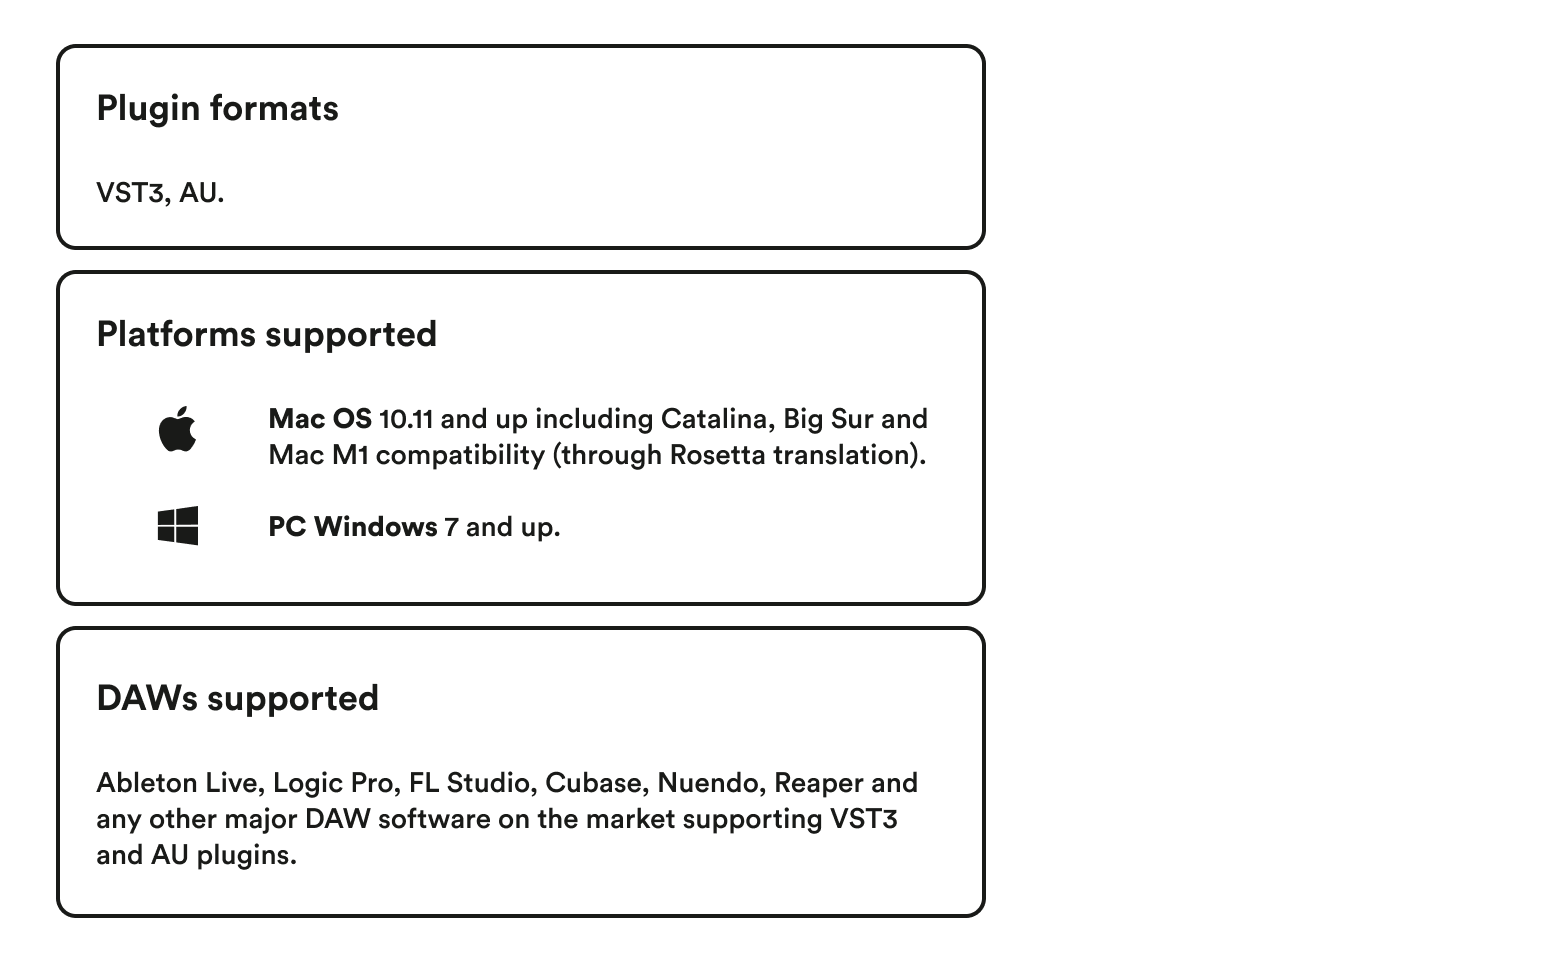 Plugin formats
VST3, AU.
Platforms supported
Mac OS 10.11 and up including Catalina, Big Sur and
Mac M1 compatibility (through Rosetta translation).
PC Windows 7 and up.
DAWs supported
Ableton Live, Logic Pro, FL Studio, Cubase, Nuendo, Reaper and
any other major DAW software on the market supporting VST3
and AU plugins.